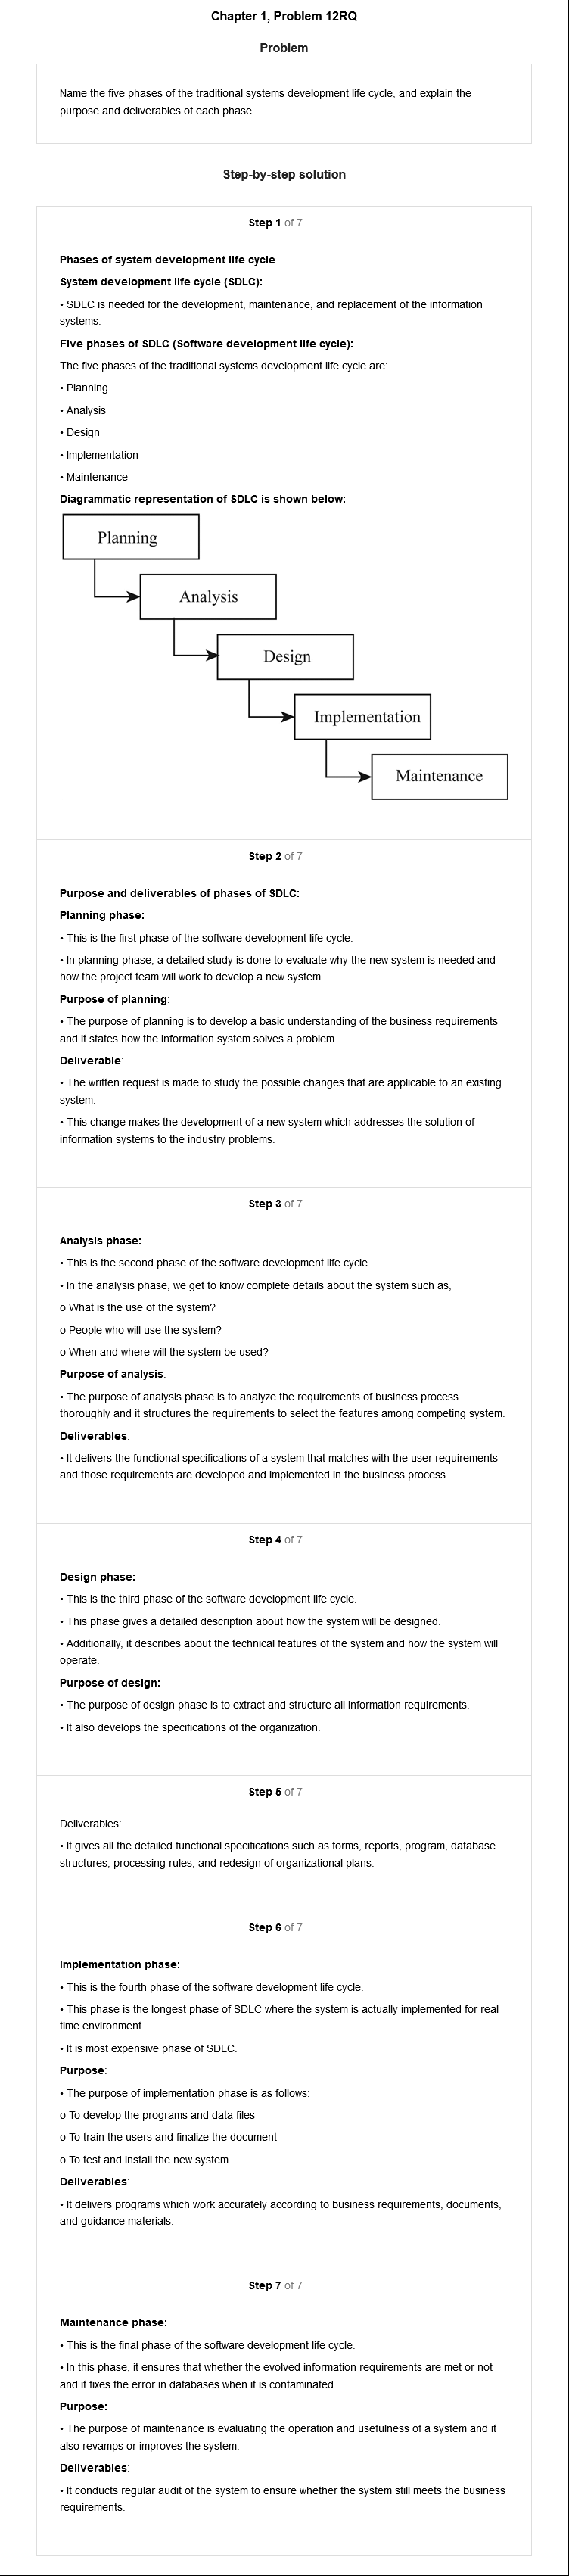 Chapter 1, Problem 12RQ
Problem
Name the five phases of the traditional systems development life cycle, and explain the
purpose and deliverables of each phase.
Step-by-step solution
Step 1 of 7
Phases of system development life cycle
System development life cycle (SDLC):
• SDLC is needed for the development, maintenance, and replacement of the information
systems.
Five phases of SDLC (Software development life cycle):
The five phases of the traditional systems development life cycle are:
• Planning
• Analysis
• Design
• Implementation
• Maintenance
Diagrammatic representation of SDLC is shown below:
Planning
Analysis
Design
Implementation
Maintenance
Step 2 of 7
Purpose and deliverables of phases of SDLC:
Planning phase:
• This is the first phase of the software development life cycle.
• In planning phase, a detailed study is done to evaluate why the new system is needed and
how the project team will work to develop a new system.
Purpose of planning:
• The purpose of planning is to develop a basic understanding of the business requirements
and it states how the information system solves a problem.
Deliverable:
• The written request is made to study the possible changes that are applicable to an existing
system.
• This change makes the development of a new system which addresses the solution of
information systems to the industry problems.
Step 3 of 7
Analysis phase:
• This is the second phase of the software development life cycle.
• In the analysis phase, we get to know complete details about the system such as,
o What is the use of the system?
o People who will use the system?
o When and where will the system be used?
Purpose of analysis:
• The purpose of analysis phase is to analyze the requirements of business process
thoroughly and it structures the requirements to select the features among competing system.
Deliverables:
• It delivers the functional specifications of a system that matches with the user requirements
and those requirements are developed and implemented in the business process.
Step 4 of 7
Design phase:
• This is the third phase of the software development life cycle.
• This phase gives a detailed description about how the system will be designed.
• Additionally, it describes about the technical features of the system and how the system will
operate.
Purpose of design:
• The purpose of design phase is to extract and structure all information requirements.
• It also develops the specifications of the organization.
Step 5 of 7
Deliverables:
• It gives all the detailed functional specifications such as forms, reports, program, database
structures, processing rules, and redesign of organizational plans.
Step 6 of 7
Implementation phase:
• This is the fourth phase of the software development life cycle.
• This phase is the longest phase of SDLC where the system is actually implemented for real
time environment.
• It is most expensive phase of SDLC.
Purpose:
• The purpose of implementation phase is as follows:
o To develop the programs and data files
o To train the users and finalize the document
o To test and install the new system
Deliverables:
• It delivers programs which work accurately according to business requirements, documents,
and guidance materials.
Step 7 of 7
Maintenance phase:
• This is the final phase of the software development life cycle.
• In this phase, it ensures that whether the evolved information requirements are met or not
and it fixes the error in databases when it is contaminated.
Purpose:
• The purpose of maintenance is evaluating the operation and usefulness of a system and it
also revamps or improves the system.
Deliverables:
• It conducts regular audit of the system to ensure whether the system still meets the business
requirements.